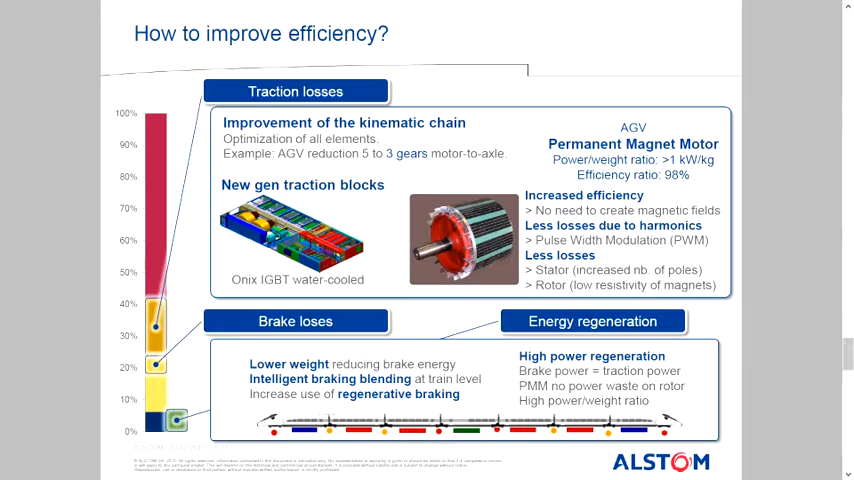 How to improve efficiency?
Traction losses
100%
90%
80%
70%
60%
50%
40%
30%
20%
10%
0%
Improvement of the kinematic chain
Optimization of all elements.
Example: AGV reduction 5 to 3 gears motor-to-axle.
New gen traction blocks
Onix IGBT water-cooled
AGV
Permanent Magnet Motor
Power/weight ratio: >1 kW/kg
Efficiency ratio: 98%
Increased efficiency
> No need to create magnetic fields
Less losses due to harmonics
> Pulse Width Modulation (PWM)
Less losses
> Stator (increased nb. of poles)
> Rotor (low resistivity of magnets)
Brake loses
Energy regeneration
Lower weight reducing brake energy
Intelligent braking blending at train level
Increase use of regenerative braking
High power regeneration
Brake power = traction power
PMM no power waste on rotor
High power/weight ratio
ALSTOM